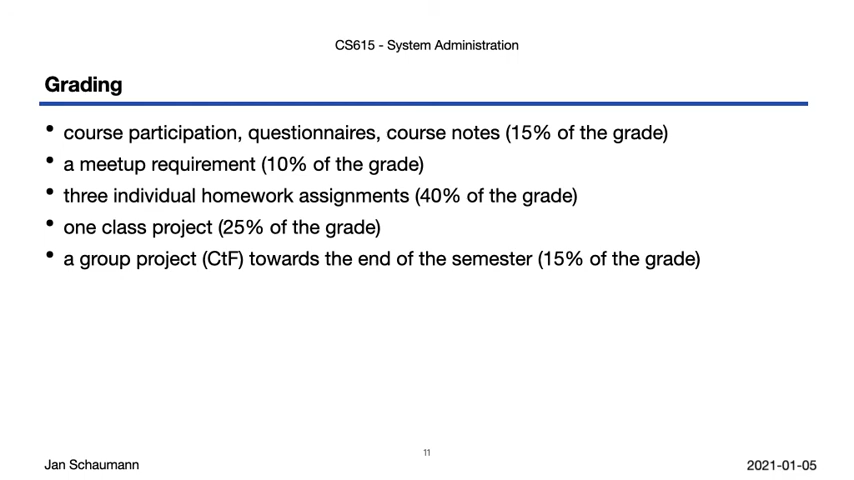 CS615 - System Administration
Grading
• course participation, questionnaires, course notes (15% of the grade)
• a meetup requirement (10% of the grade)
• three individual homework assignments (40% of the grade)
• one class project (25% of the grade)
• a group project (CtF) towards the end of the semester (15% of the grade)
11
Jan Schaumann
2021-01-05